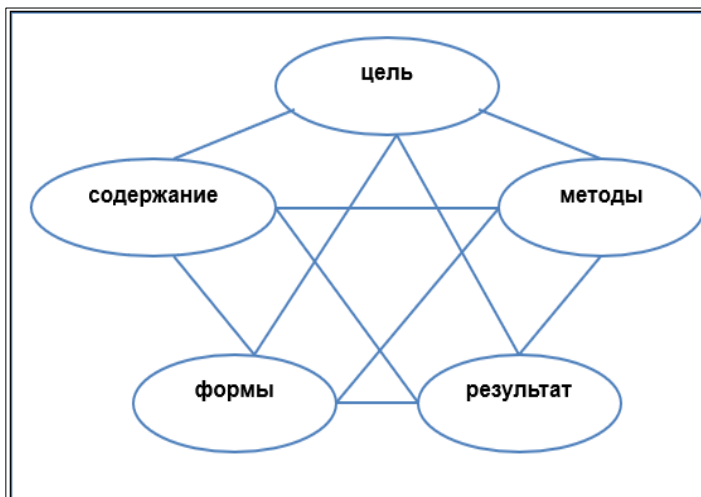 цель
содержание
методы
формы
результат